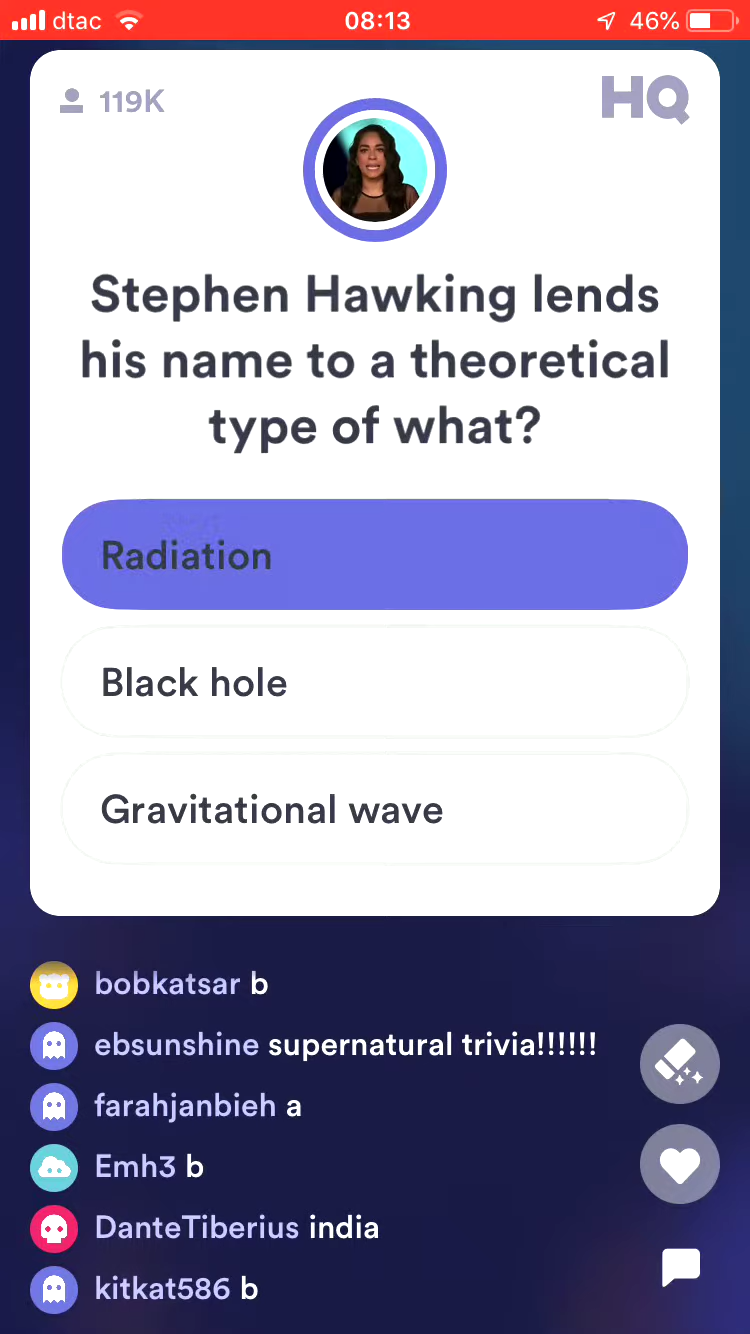 dtac 08:13 46%
119K HQ
Stephen Hawking lends
his name to a theoretical
type of what?
Radiation
Black hole
Gravitational wave
bobkatsar b
ebsunshine supernatural trivia!!!!!!
farahjanbieh a
Emh3 b
DanteTiberius india
kitkat586 b